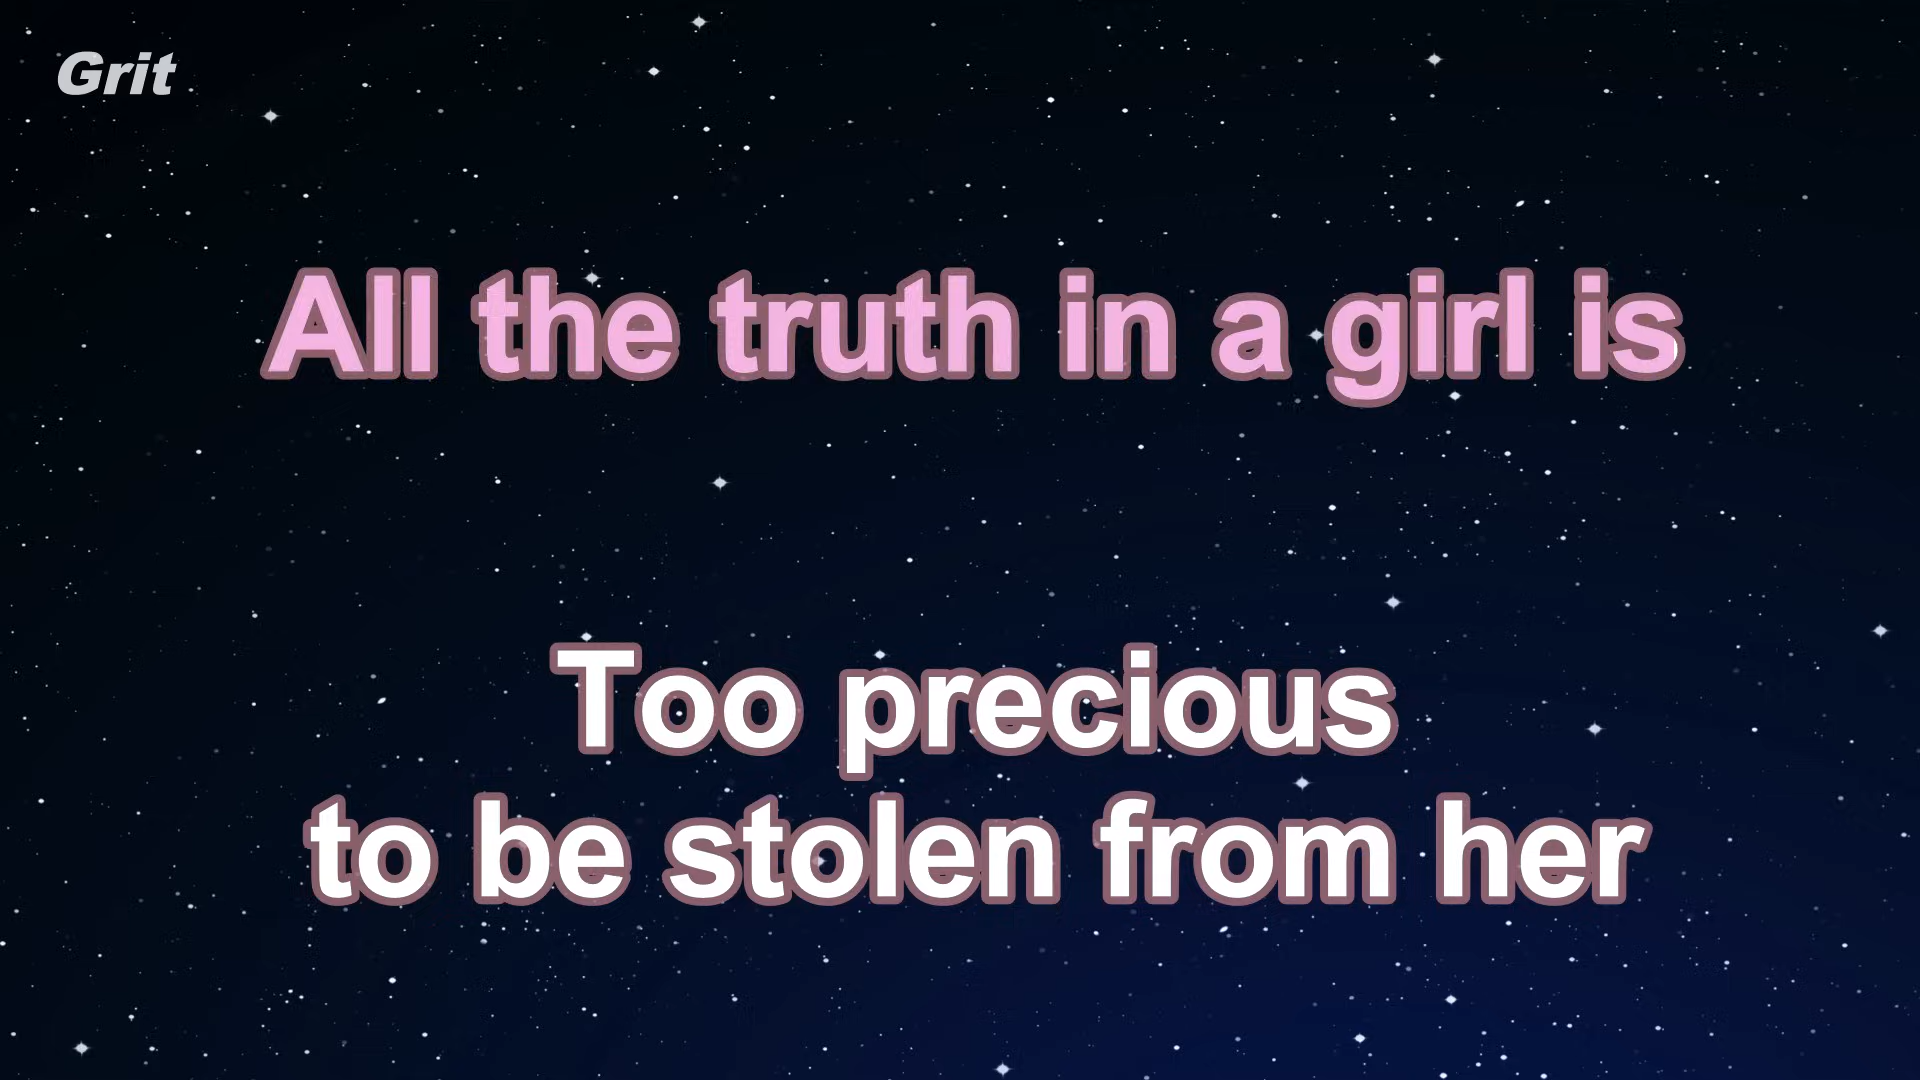 Grit
All the truth in a girl is
Too precious
to be stolen from her